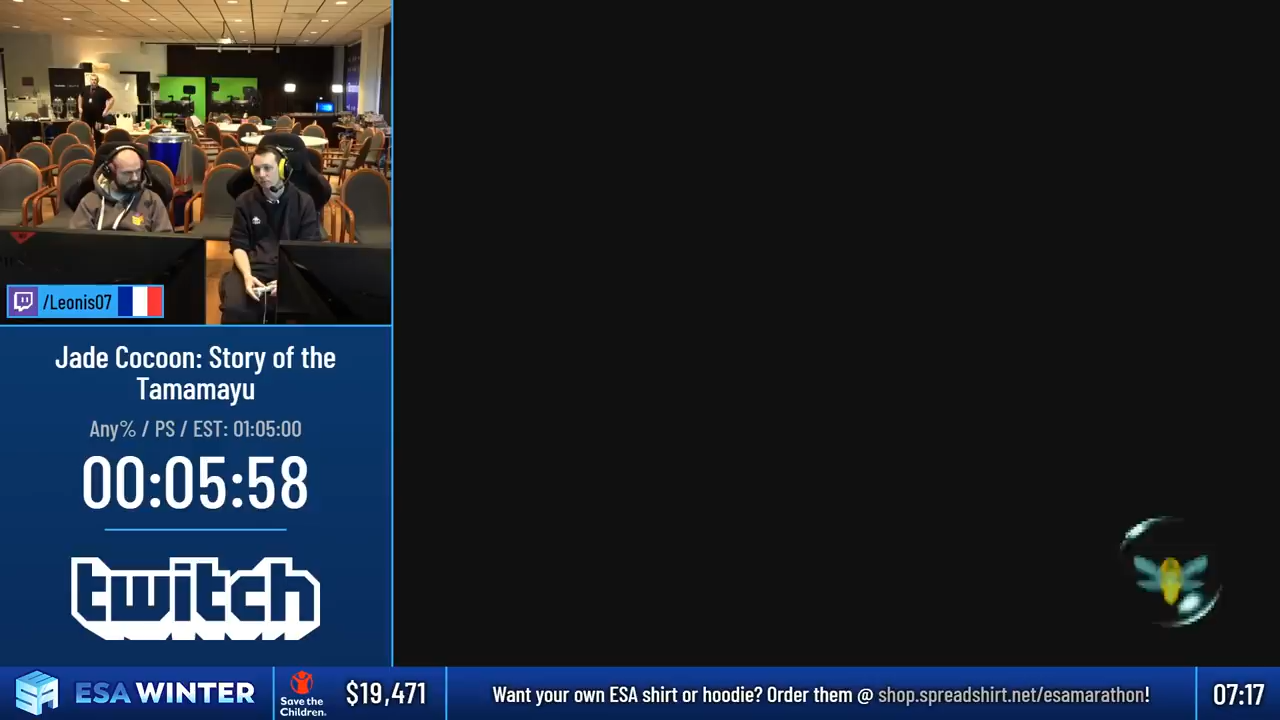 /Leonis07
Jade Cocoon: Story of the
Tamamayu
Any% / PS / EST: 01:05:00
00:05:58
twitch
ESA WINTER
Save the
Children.
$19,471
Want your own ESA shirt or hoodie? Order them @ shop.spreadshirt.net/esamarathon!
07:17